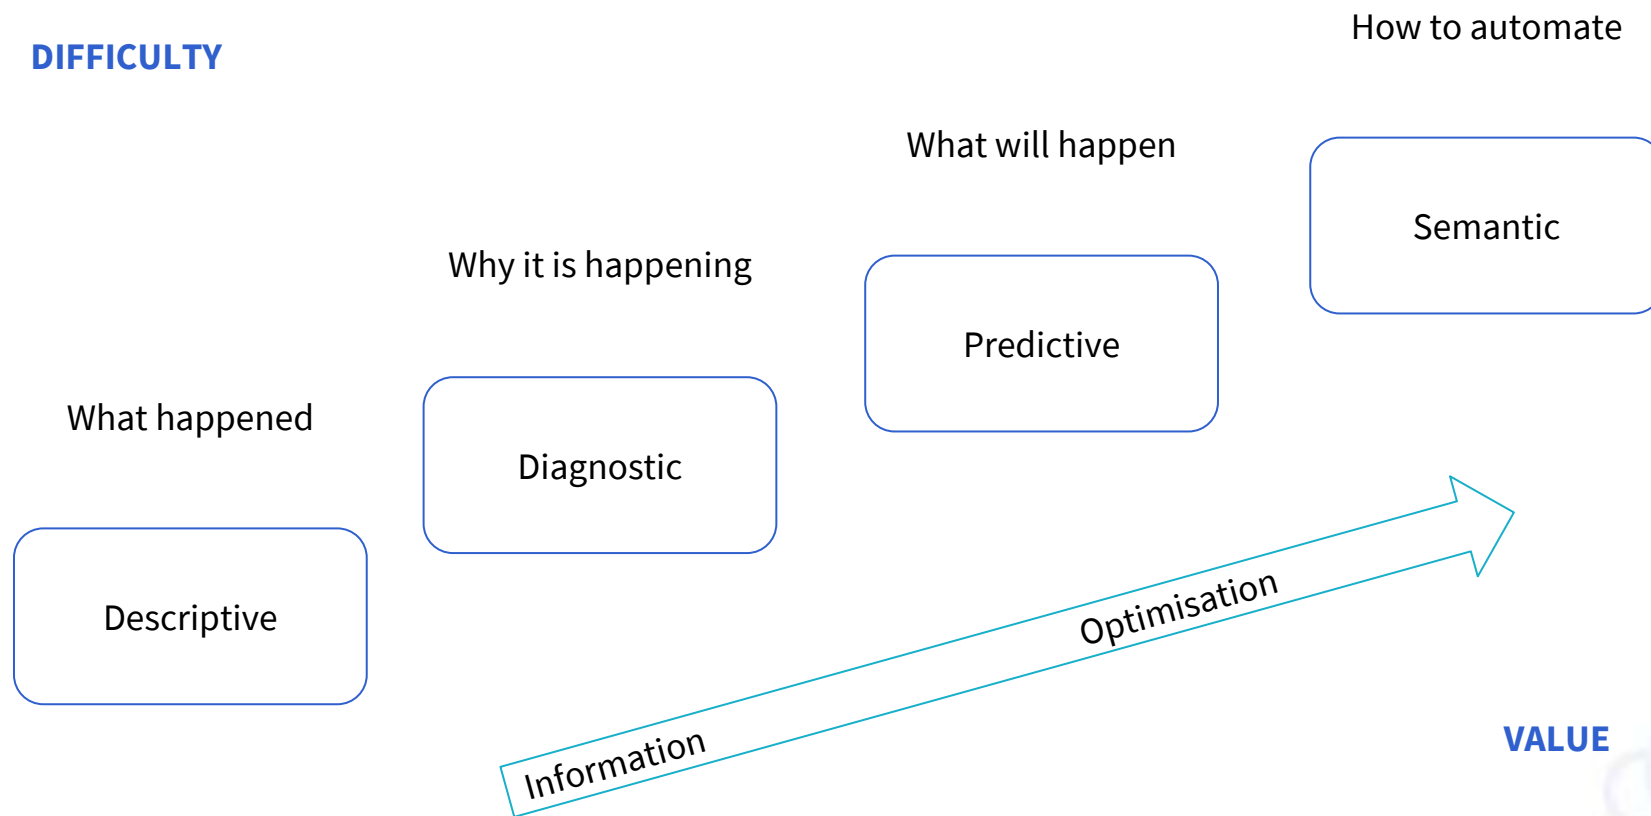 How to automate
DIFFICULTY
What will happen
Semantic
Why it is happening
Predictive
What happened
Diagnostic
Descriptive
Optimisation
Information
VALUE